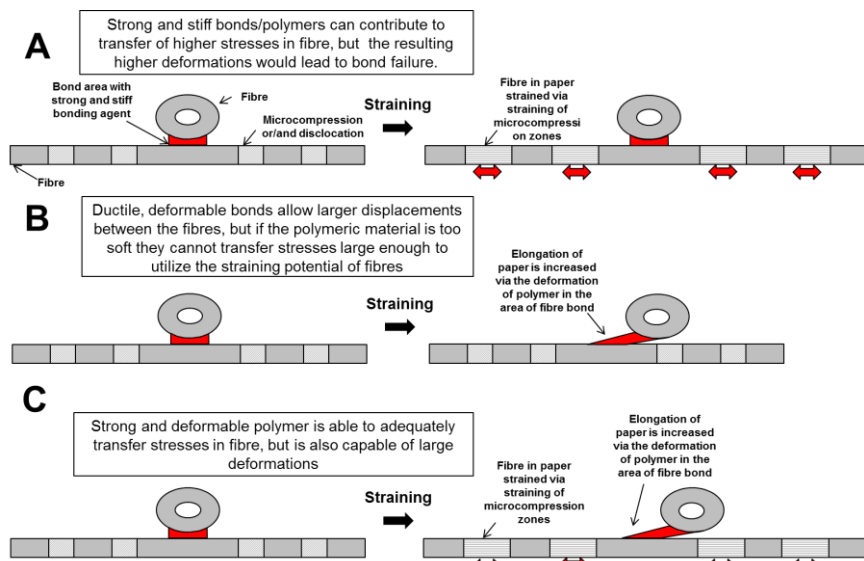 A
Strong and stiff bonds/polymers can contribute to
transfer of higher stresses in fibre, but the resulting
higher deformations would lead to bond failure.
Bond area with
strong and stiff
bonding agent
Fibre
Microcompression
or/and disclocation
Fibre
Straining
Fibre in paper
strained via
straining of
microcompressi
on zones
B
Ductile, deformable bonds allow larger displacements
between the fibres, but if the polymeric material is too
soft they cannot transfer stresses large enough to
utilize the straining potential of fibres
Straining
Elongation of
paper is increased
via the deformation
of polymer in the
area of fibre bond
C
Strong and deformable polymer is able to adequately
transfer stresses in fibre, but is also capable of large
deformations
Straining
Fibre in paper
strained via
straining of
microcompression
zones
Elongation of
paper is increased
via the deformation
of polymer in the
area of fibre bond